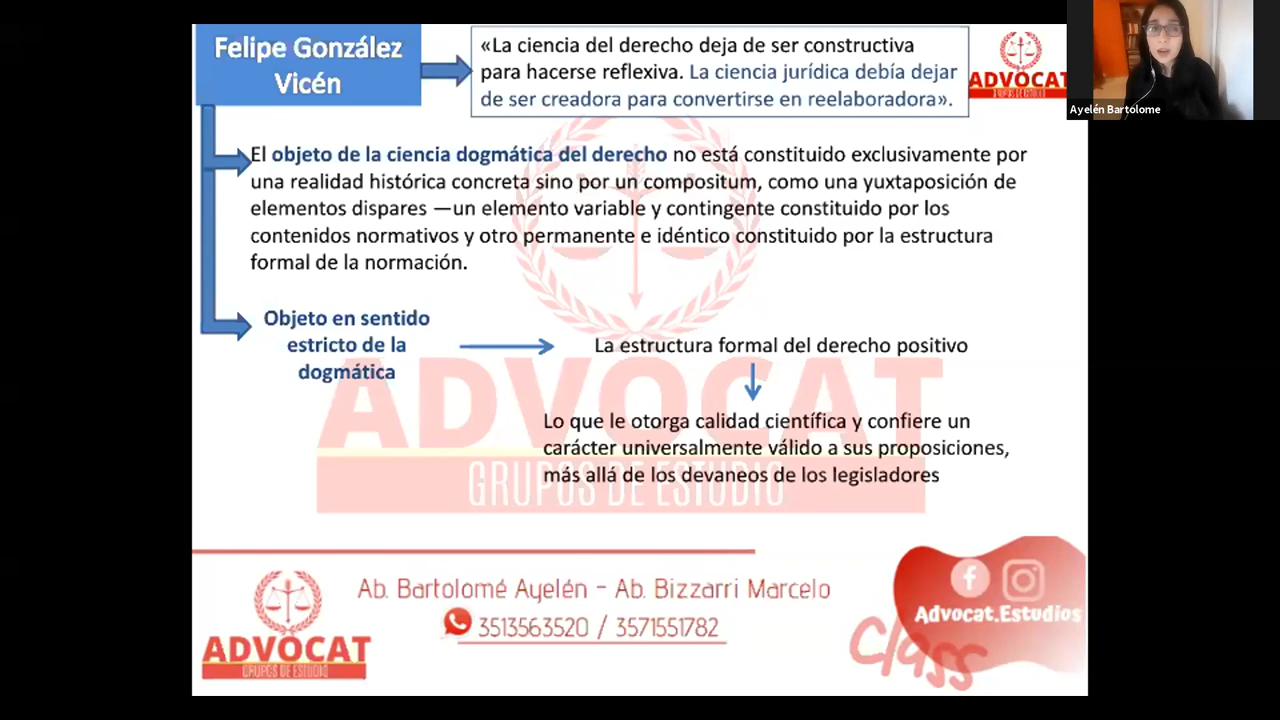 Felipe González
Vicén
«La ciencia del derecho deja de ser constructiva
para hacerse reflexiva. La ciencia jurídica debía dejar
de ser creadora para convertirse en reelaboradora».
ADVOCAT
GRUPOS DE ESTUDIO
Ayelén Bartolome
El objeto de la ciencia dogmática del derecho no está constituido exclusivamente por
una realidad histórica concreta sino por un compositum, como una yuxtaposición de
elementos dispares —un elemento variable y contingente constituido por los
contenidos normativos y otro permanente e idéntico constituido por la estructura
formal de la normación.
Objeto en sentido
estricto de la
dogmática
La estructura formal del derecho positivo
Lo que le otorga calidad científica y confiere un
carácter universalmente válido a sus proposiciones,
más allá de los devaneos de los legisladores
ADVOCAT
GRUPOS DE ESTUDIO
Ab. Bartolomé Ayelén - Ab. Bizzarri Marcelo
3513563520 / 3571551782
ADVOCAT
GRUPOS DE ESTUDIO
Advocat.Estudios
Class